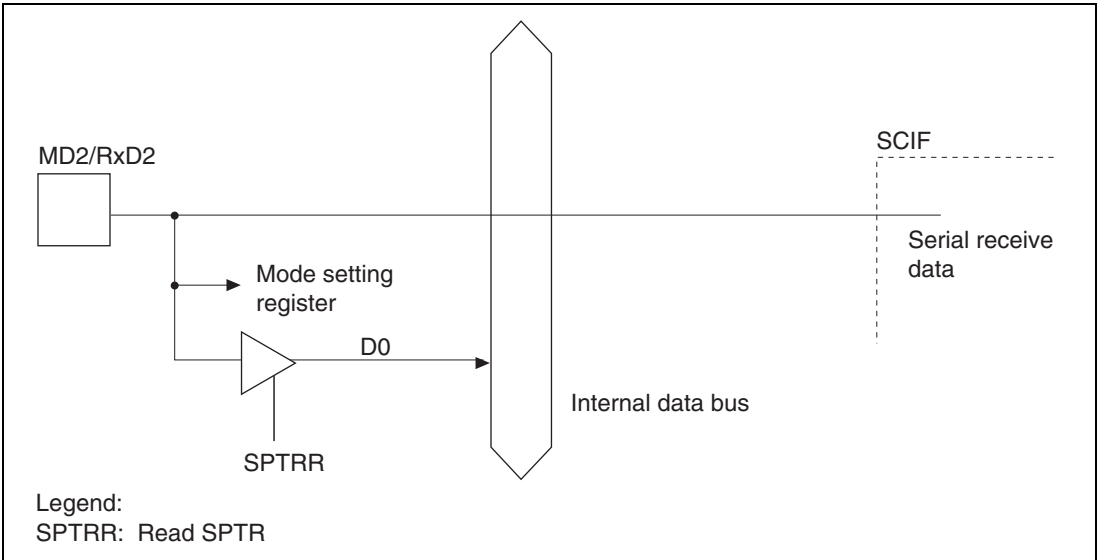 MD2/RxD2
SCIF
Serial receive
data
Mode setting
register
D0
Internal data bus
SPTRR
Legend:
SPTRR: Read SPTR